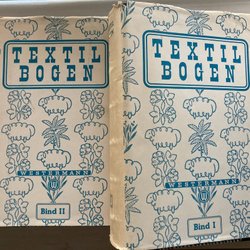 TEXTIL
BOGEN
WESTERMANN
Bind II
TEXTIL
BOGEN
WESTERMANN
Bind I